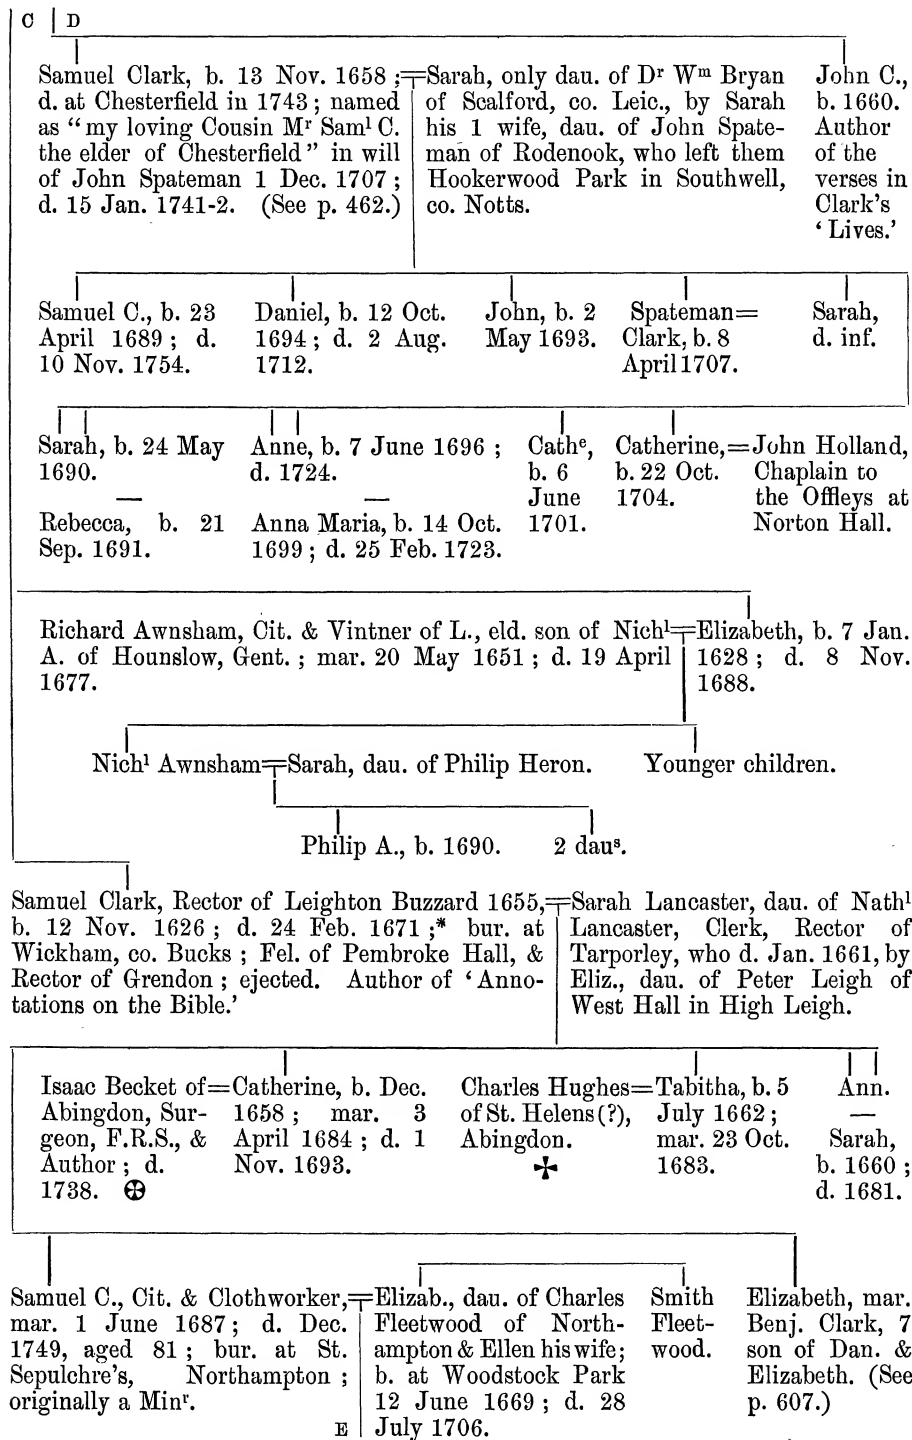 C D
Samuel Clark, b. 13 Nov. 1658 ;
d. at Chesterfield in 1743 ; named
as “my loving Cousin Mʳ Samˡ C.
the elder of Chesterfield” in will
of John Spateman 1 Dec. 1707 ;
d. 15 Jan. 1741-2. (See p. 462.)
Sarah, only dau. of Dʳ Wᵐ Bryan
of Scalford, co. Leic., by Sarah
his 1 wife, dau. of John Spate-
man of Rodenook, who left them
Hookerwood Park in Southwell,
co. Notts.
John C.,
b. 1660.
Author
of the
verses in
Clark's
‘Lives.’
Samuel C., b. 23
April 1689 ; d.
10 Nov. 1754.
Daniel, b. 12 Oct.
1694 ; d. 2 Aug.
1712.
John, b. 2
May 1693.
Spateman=
Clark, b. 8
April 1707.
Sarah,
d. inf.
Sarah, b. 24 May
1690.
—
Rebecca, b. 21
Sep. 1691.
Anne, b. 7 June 1696 ;
d. 1724.
—
Anna Maria, b. 14 Oct.
1699 ; d. 25 Feb. 1723.
Cathᵉ,
b. 6
June
1701.
Catherine,=
b. 22 Oct.
1704.
John Holland,
Chaplain to
the Offleys at
Norton Hall.
Richard Awnsham, Cit. & Vintner of L., eld. son of Nichˡ
A. of Hounslow, Gent. ; mar. 20 May 1651 ; d. 19 April
1677.
Elizabeth, b. 7 Jan.
1628 ; d. 8 Nov.
1688.
Nichˡ Awnsham
Sarah, dau. of Philip Heron.
Younger children.
Philip A., b. 1690.
2 dauˢ.
Samuel Clark, Rector of Leighton Buzzard 1655,
b. 12 Nov. 1626 ; d. 24 Feb. 1671 ;* bur. at
Wickham, co. Bucks ; Fel. of Pembroke Hall, &
Rector of Grendon ; ejected. Author of ‘Anno-
tations on the Bible.’
Sarah Lancaster, dau. of Nathˡ
Lancaster, Clerk, Rector of
Tarporley, who d. Jan. 1661, by
Eliz., dau. of Peter Leigh of
West Hall in High Leigh.
Isaac Becket of=
Abingdon, Sur-
geon, F.R.S., &
Author ; d.
1738. ⊕
Catherine, b. Dec.
1658 ; mar. 3
April 1684 ; d. 1
Nov. 1693.
Charles Hughes=
of St. Helens (?),
Abingdon.
✠
Tabitha, b. 5
July 1662 ;
mar. 23 Oct.
1683.
Ann.
—
Sarah,
b. 1660 ;
d. 1681.
Samuel C., Cit. & Clothworker,
mar. 1 June 1687 ; d. Dec.
1749, aged 81 ; bur. at St.
Sepulchre's, Northampton ;
originally a Minʳ.
Elizab., dau. of Charles
Fleetwood of North-
ampton & Ellen his wife ;
b. at Woodstock Park
12 June 1669 ; d. 28
July 1706.
Smith
Fleet-
wood.
Elizabeth, mar.
Benj. Clark, 7
son of Dan. &
Elizabeth. (See
p. 607.)
E